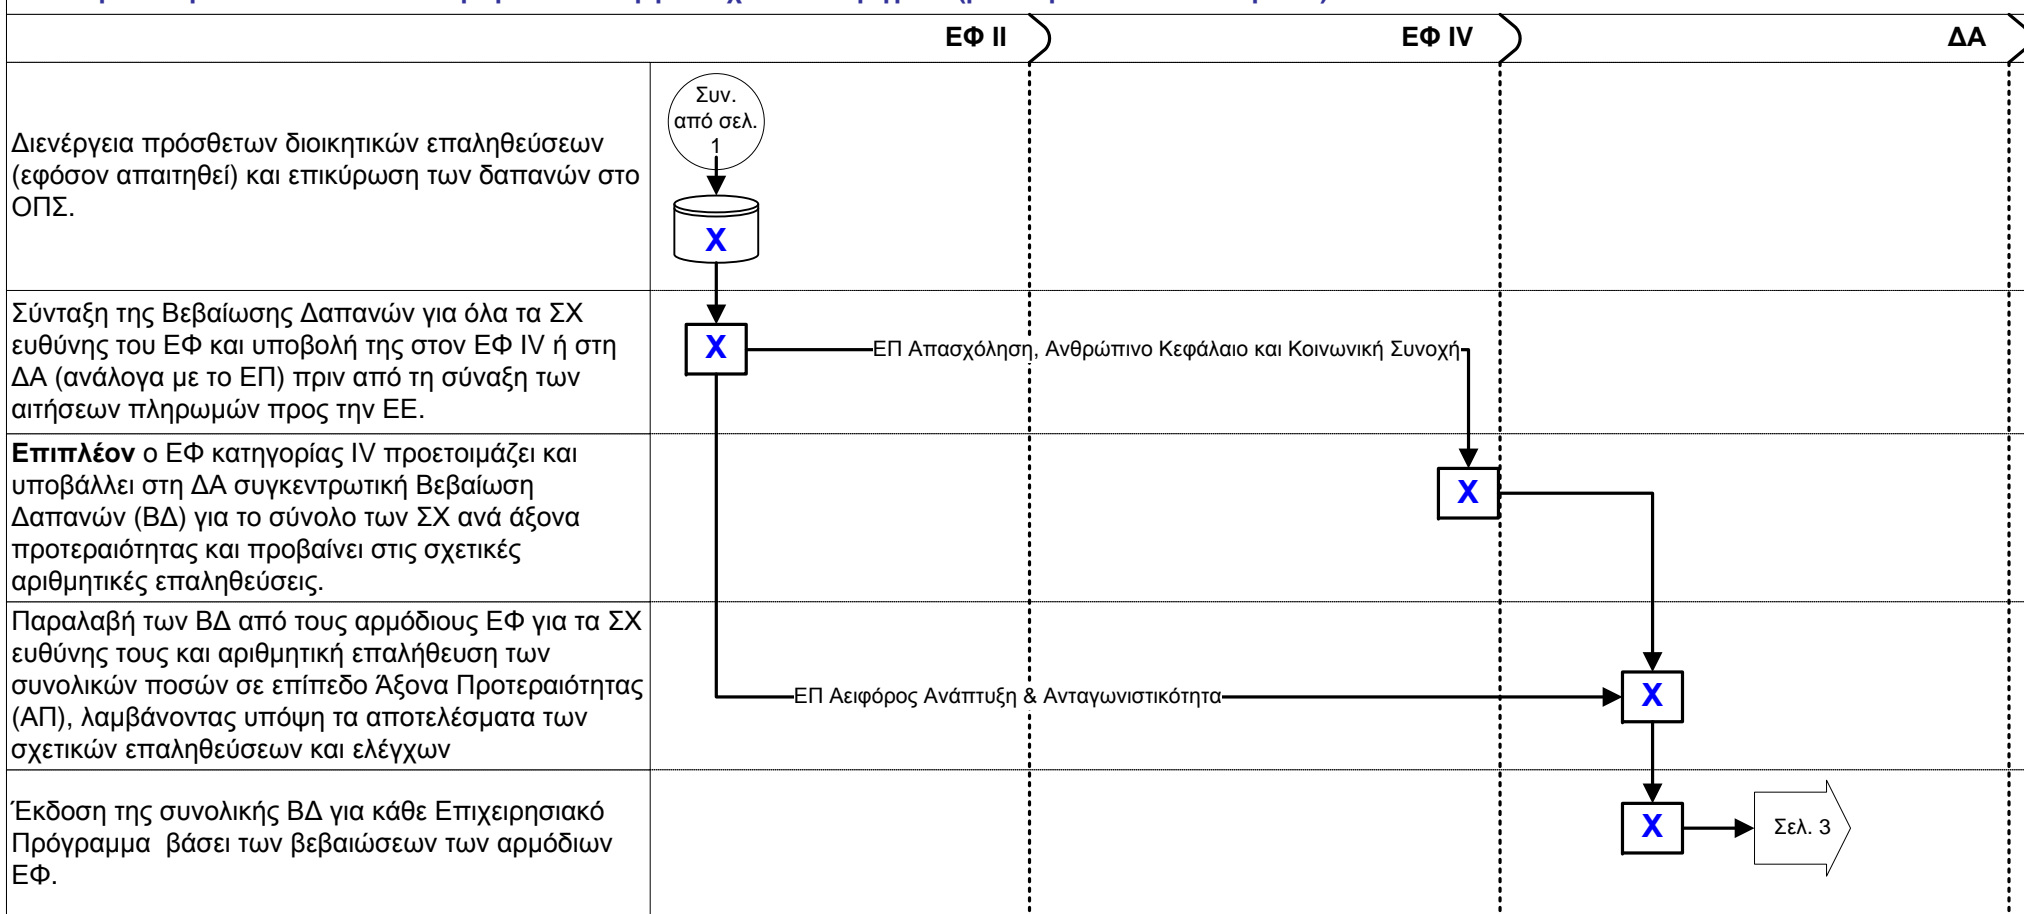 ΕΦ ΙΙ
ΕΦ ΙV
ΔΑ
Διενέργεια πρόσθετων διοικητικών επαληθεύσεων
(εφόσον απαιτηθεί) και επικύρωση των δαπανών στο
ΟΠΣ.
Συν.
από σελ.
1
X
Σύνταξη της Βεβαίωσης Δαπανών για όλα τα ΣΧ
ευθύνης του ΕΦ και υποβολή της στον ΕΦ IV ή στη
ΔΑ (ανάλογα με το ΕΠ) πριν από τη σύναξη των
αιτήσεων πληρωμών προς την ΕΕ.
X
ΕΠ Απασχόληση, Ανθρώπινο Κεφάλαιο και Κοινωνική Συνοχή
Επιπλέον ο ΕΦ κατηγορίας IV προετοιμάζει και
υποβάλλει στη ΔΑ συγκεντρωτική Βεβαίωση
Δαπανών (ΒΔ) για το σύνολο των ΣΧ ανά άξονα
προτεραιότητας και προβαίνει στις σχετικές
αριθμητικές επαληθεύσεις.
X
Παραλαβή των ΒΔ από τους αρμόδιους ΕΦ για τα ΣΧ
ευθύνης τους και αριθμητική επαλήθευση των
συνολικών ποσών σε επίπεδο Άξονα Προτεραιότητας
(ΑΠ), λαμβάνοντας υπόψη τα αποτελέσματα των
σχετικών επαληθεύσεων και ελέγχων
ΕΠ Αειφόρος Ανάπτυξη & Ανταγωνιστικότητα
X
Έκδοση της συνολικής ΒΔ για κάθε Επιχειρησιακό
Πρόγραμμα βάσει των βεβαιώσεων των αρμόδιων
ΕΦ.
X
Σελ. 3